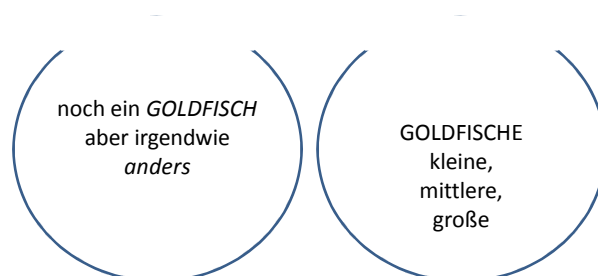 noch ein GOLDFISCH
aber irgendwie
anders
GOLDFISCHE
kleine,
mittlere,
große